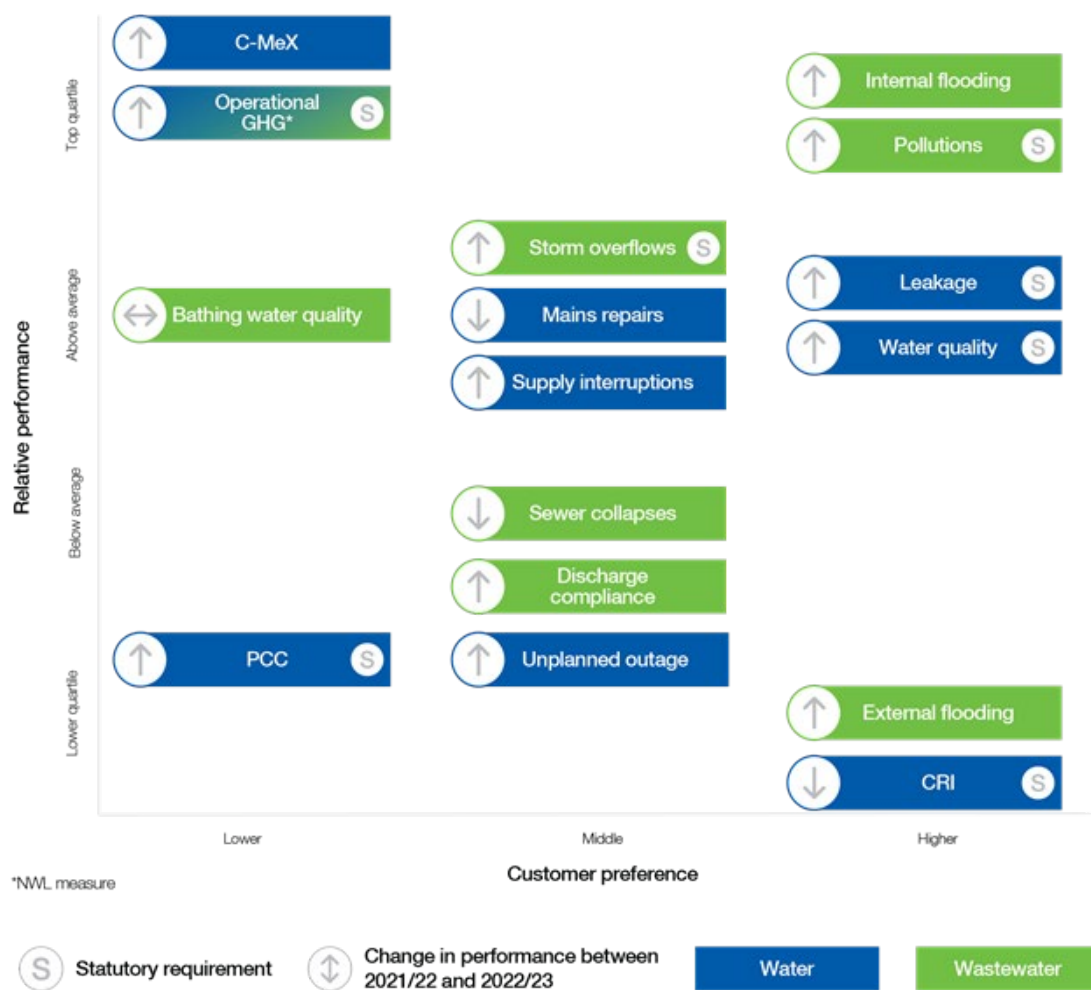 C-MeX
Operational
GHG*
S
Internal flooding
Pollutions
S
Top quartile
Storm overflows
S
Leakage
S
Bathing water quality
Mains repairs
Water quality
S
Supply interruptions
Above average
Relative performance
Sewer collapses
Discharge
compliance
Below average
PCC
S
Unplanned outage
External flooding
CRI
S
Lower quartile
Lower
Middle
Higher
Customer preference
*NWL measure
S
Statutory requirement
Change in performance between
2021/22 and 2022/23
Water
Wastewater